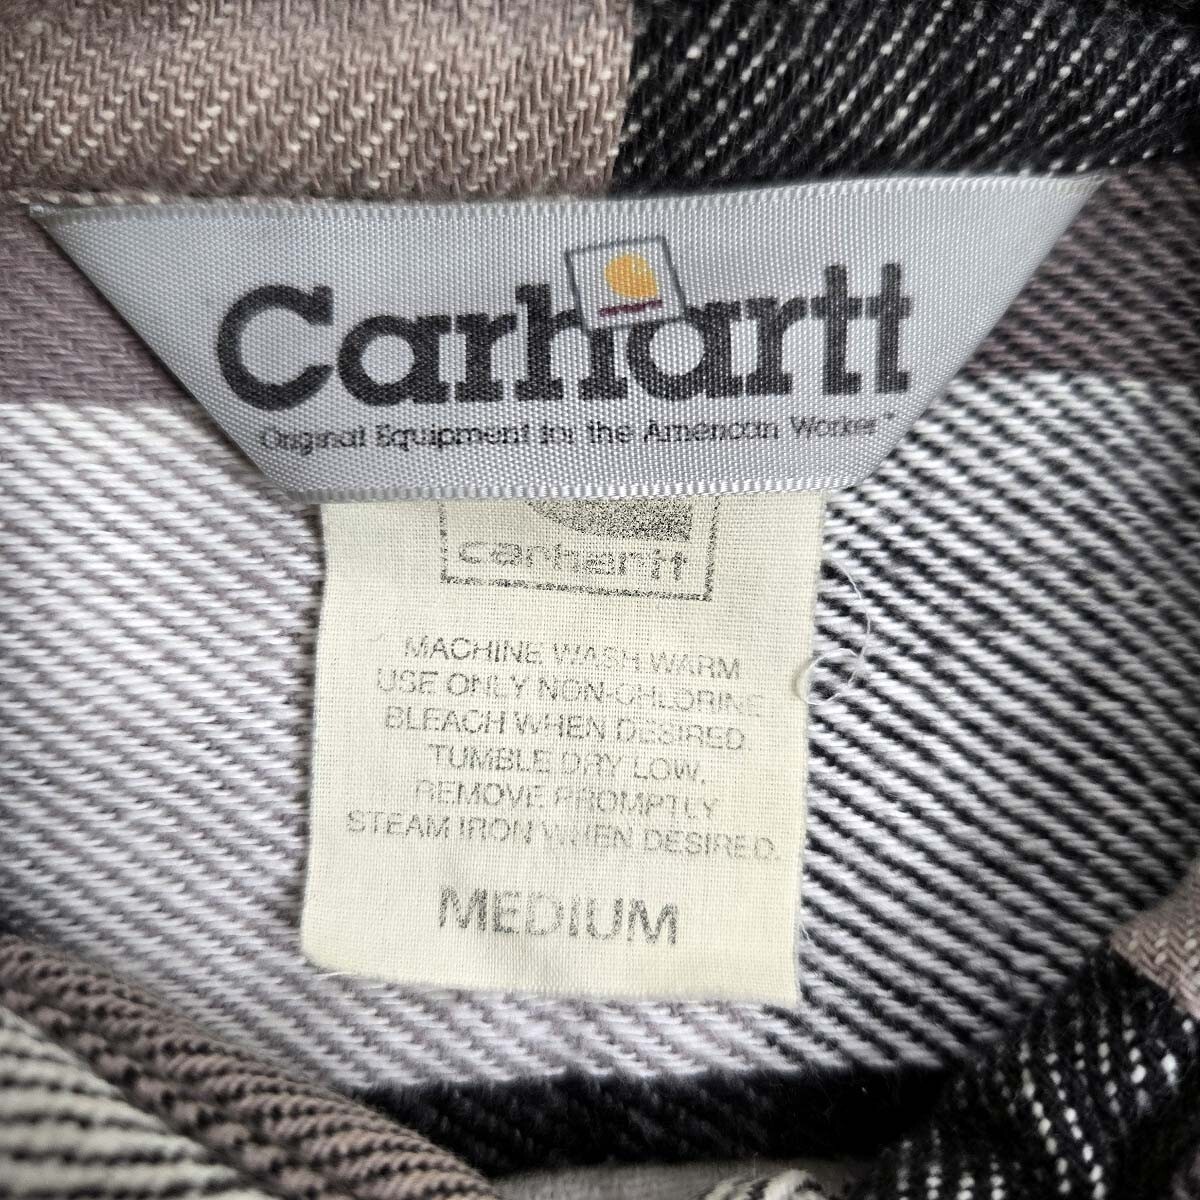 Carhartt
Original Equipment for the American Worker™
carhartt
MACHINE WASH WARM
USE ONLY NON-CHLORINE
BLEACH WHEN DESIRED.
TUMBLE DRY LOW.
REMOVE PROMPTLY
STEAM IRON WHEN DESIRED.
MEDIUM